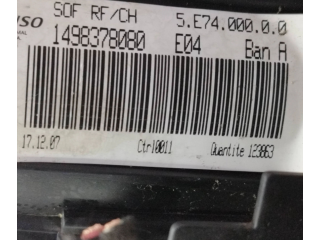 SOF RF/CH 5.E74.000.0.0
1498378080 E04 Ban A
17.12.07 Ctrl0011 Quantite 123863